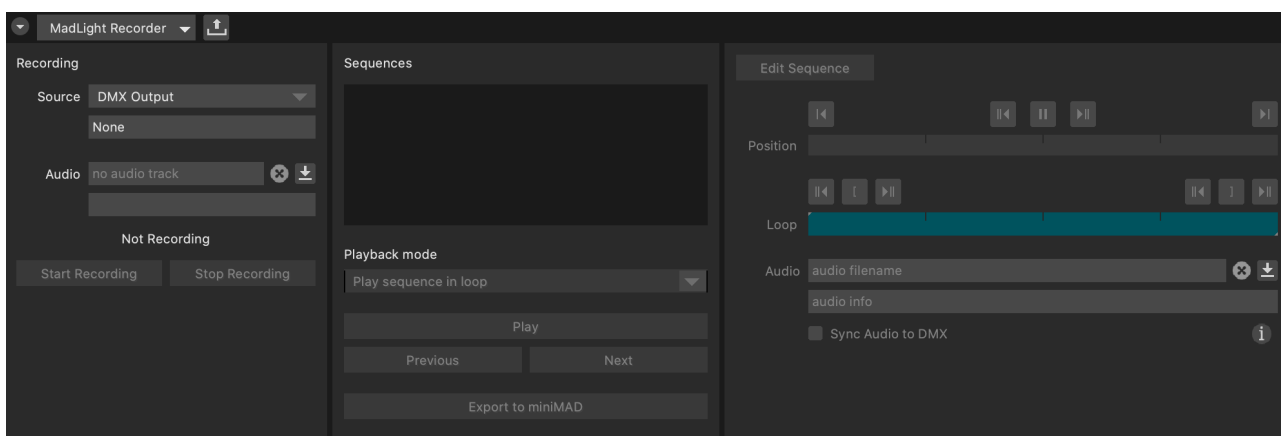 MadLight Recorder
Recording
Source DMX Output
None
Audio no audio track
Not Recording
Start Recording Stop Recording
Sequences
Playback mode
Play sequence in loop
Play
Previous Next
Export to miniMAD
Edit Sequence
Position
[ ]
Loop
Audio audio filename
audio info
Sync Audio to DMX i